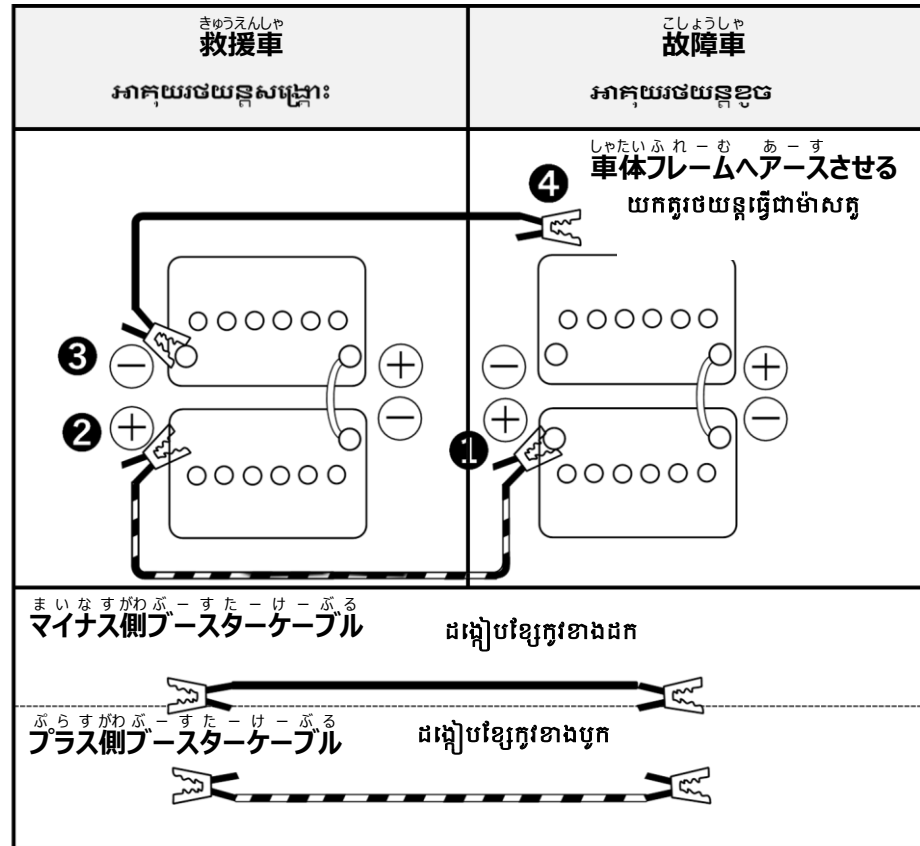 きゅうえんしゃ
救援車
អាគុយរថយន្តសង្គ្រោះ
こしょうしゃ
故障車
អាគុយរថយន្តខូច
しゃたいふれーむ あーす
❹ 車体フレームへアースさせる
យកតួរថយន្តធ្វើជាម៉ាសតួ
❸ − +
❷ + −
− +
❶ + −
まいなすがわぶーすたーけーぶる
マイナス側ブースターケーブル
ដង្កៀបខ្សែកូវខាងដក
ぷらすがわぶーすたーけーぶる
プラス側ブースターケーブル
ដង្កៀបខ្សែកូវខាងបូក